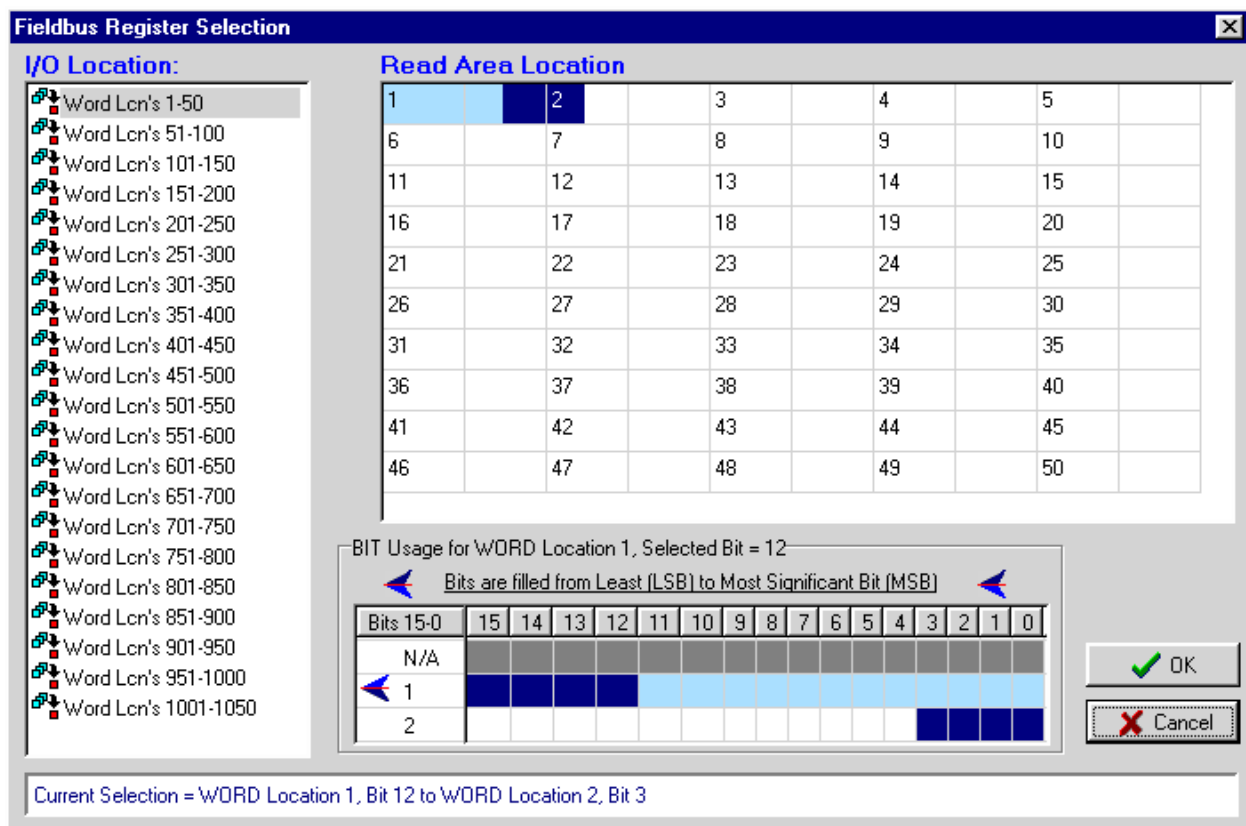 Fieldbus Register Selection
I/O Location:
Word Lcn's 1-50
Word Lcn's 51-100
Word Lcn's 101-150
Word Lcn's 151-200
Word Lcn's 201-250
Word Lcn's 251-300
Word Lcn's 301-350
Word Lcn's 351-400
Word Lcn's 401-450
Word Lcn's 451-500
Word Lcn's 501-550
Word Lcn's 551-600
Word Lcn's 601-650
Word Lcn's 651-700
Word Lcn's 701-750
Word Lcn's 751-800
Word Lcn's 801-850
Word Lcn's 851-900
Word Lcn's 901-950
Word Lcn's 951-1000
Word Lcn's 1001-1050
Read Area Location
1 2 3 4 5
6 7 8 9 10
11 12 13 14 15
16 17 18 19 20
21 22 23 24 25
26 27 28 29 30
31 32 33 34 35
36 37 38 39 40
41 42 43 44 45
46 47 48 49 50
BIT Usage for WORD Location 1, Selected Bit = 12
Bits are filled from Least (LSB) to Most Significant Bit (MSB)
Bits 15-0 15 14 13 12 11 10 9 8 7 6 5 4 3 2 1 0
N/A
1
2
OK
Cancel
Current Selection = WORD Location 1, Bit 12 to WORD Location 2, Bit 3